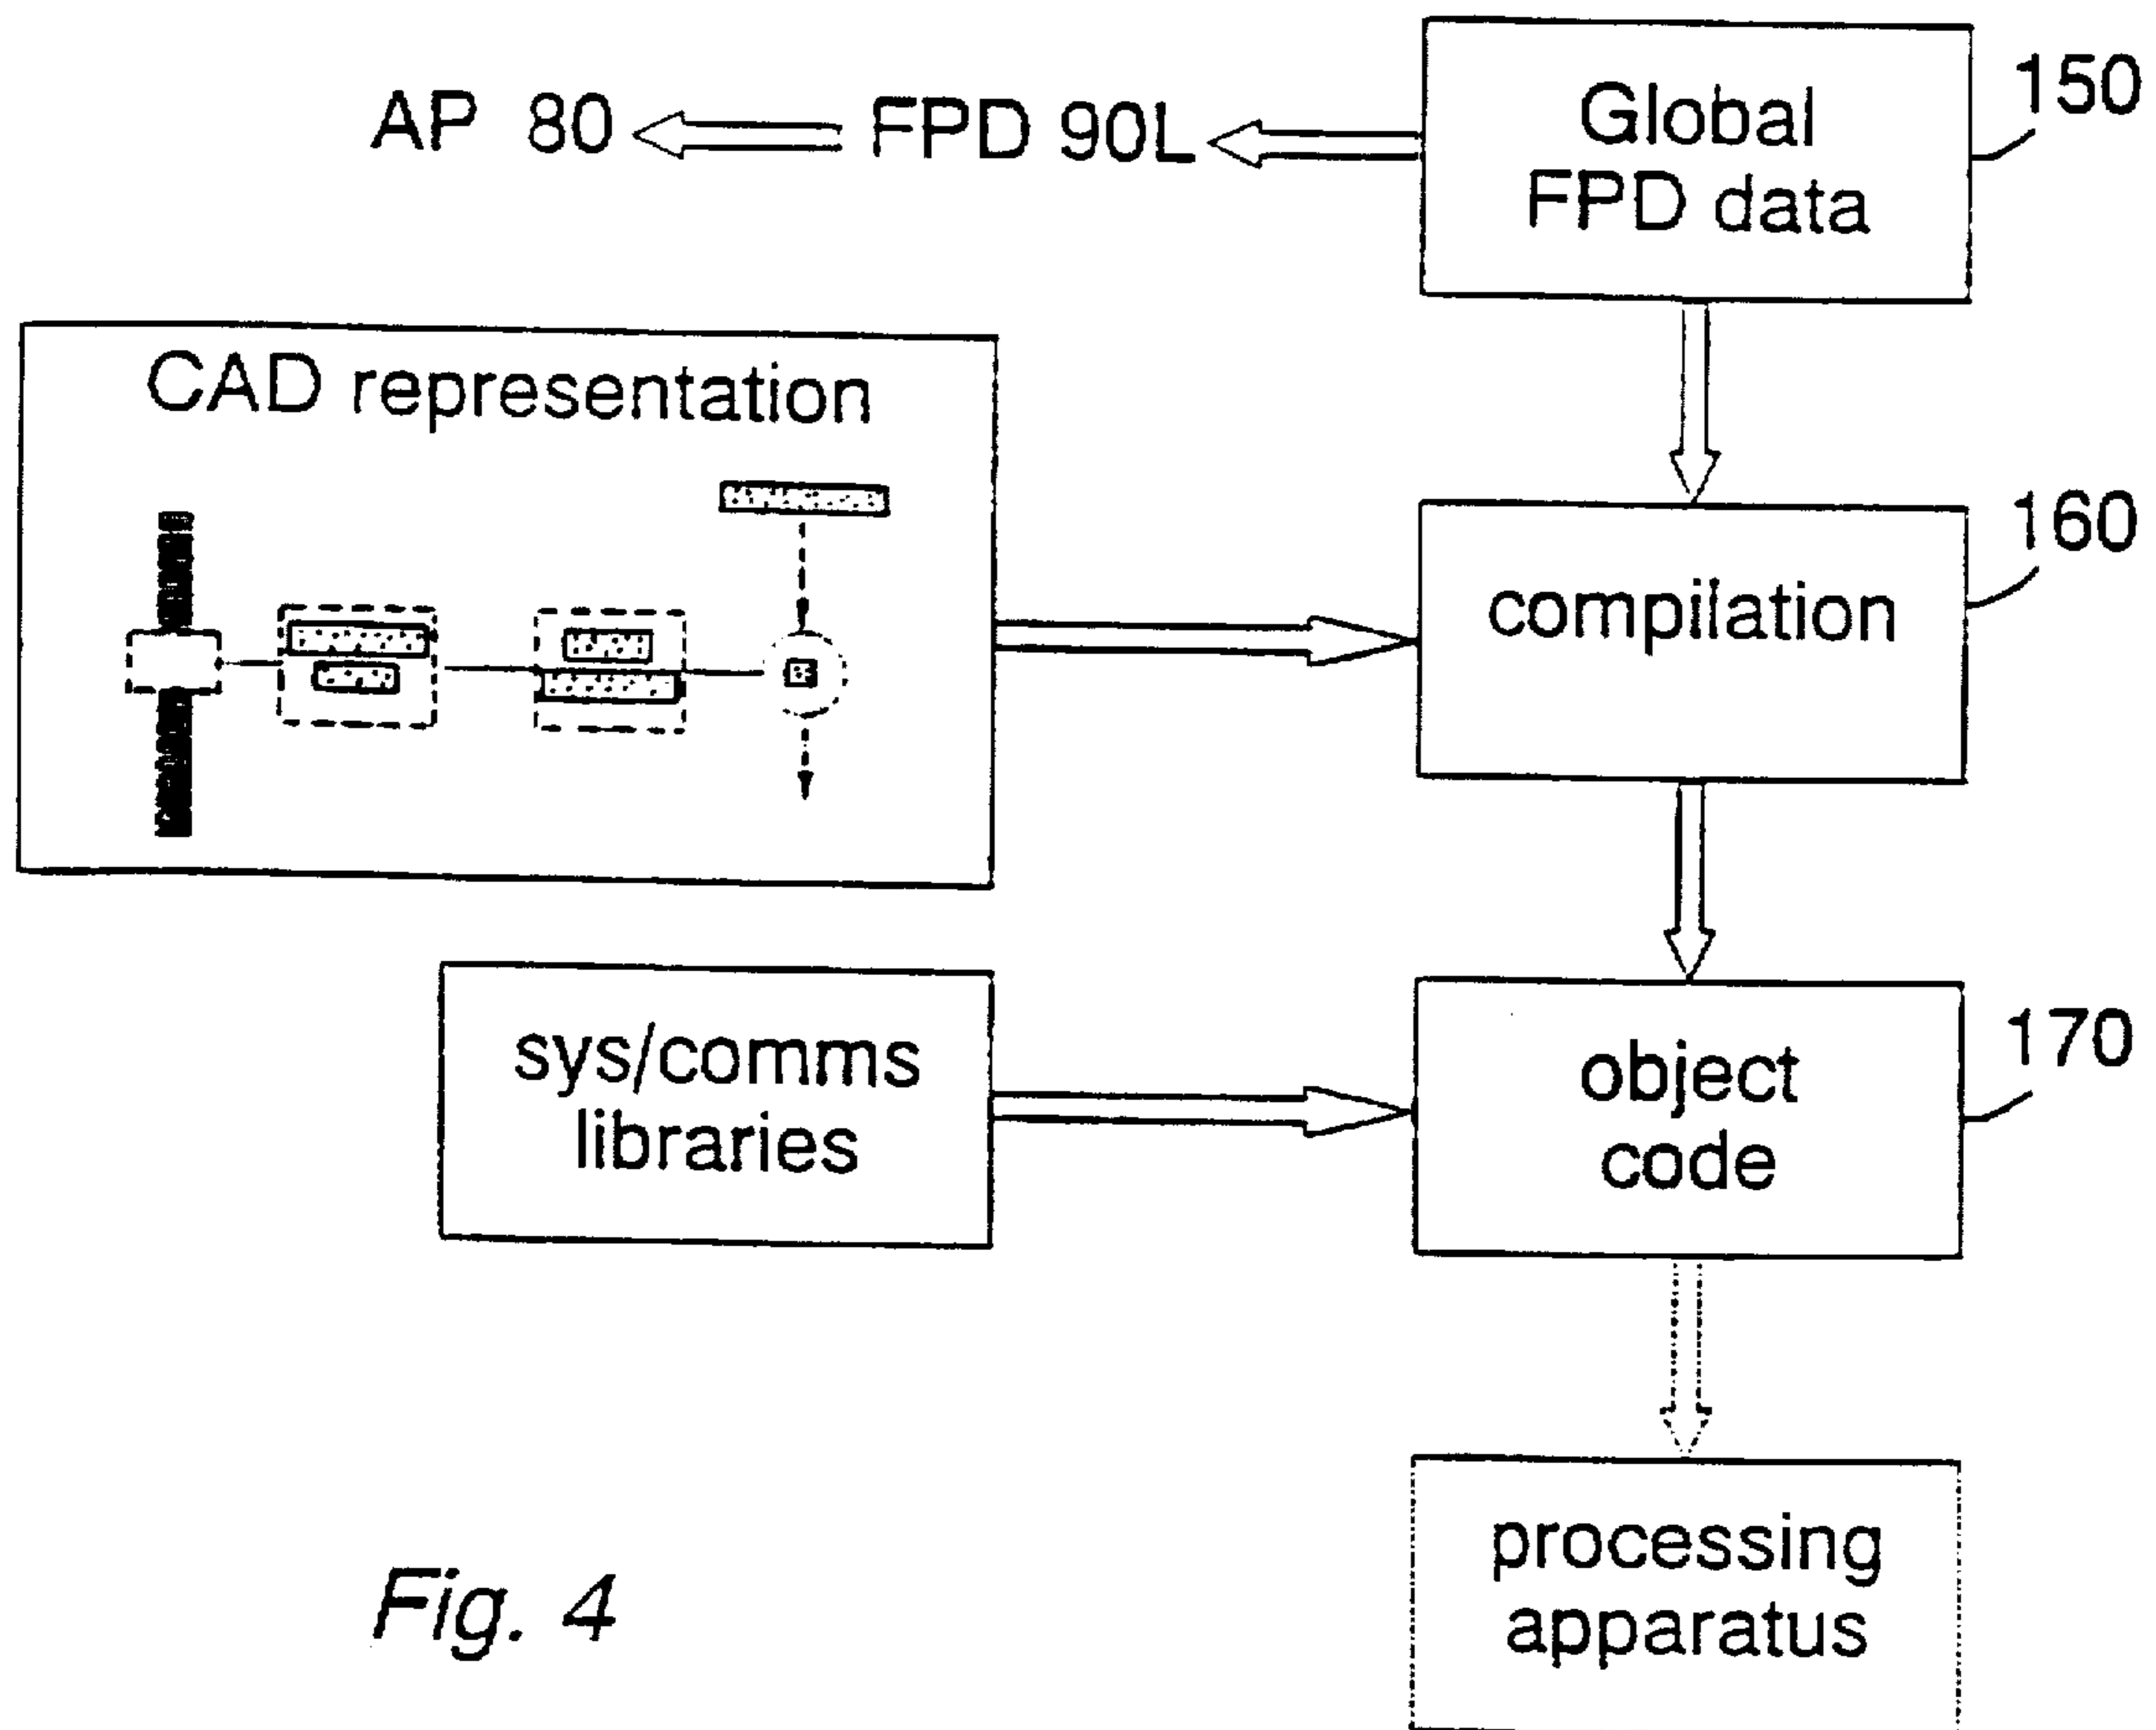 AP 80
FPD 90L
Global
FPD data
150
CAD representation
compilation
160
sys/comms
libraries
object
code
170
processing
apparatus
Fig. 4